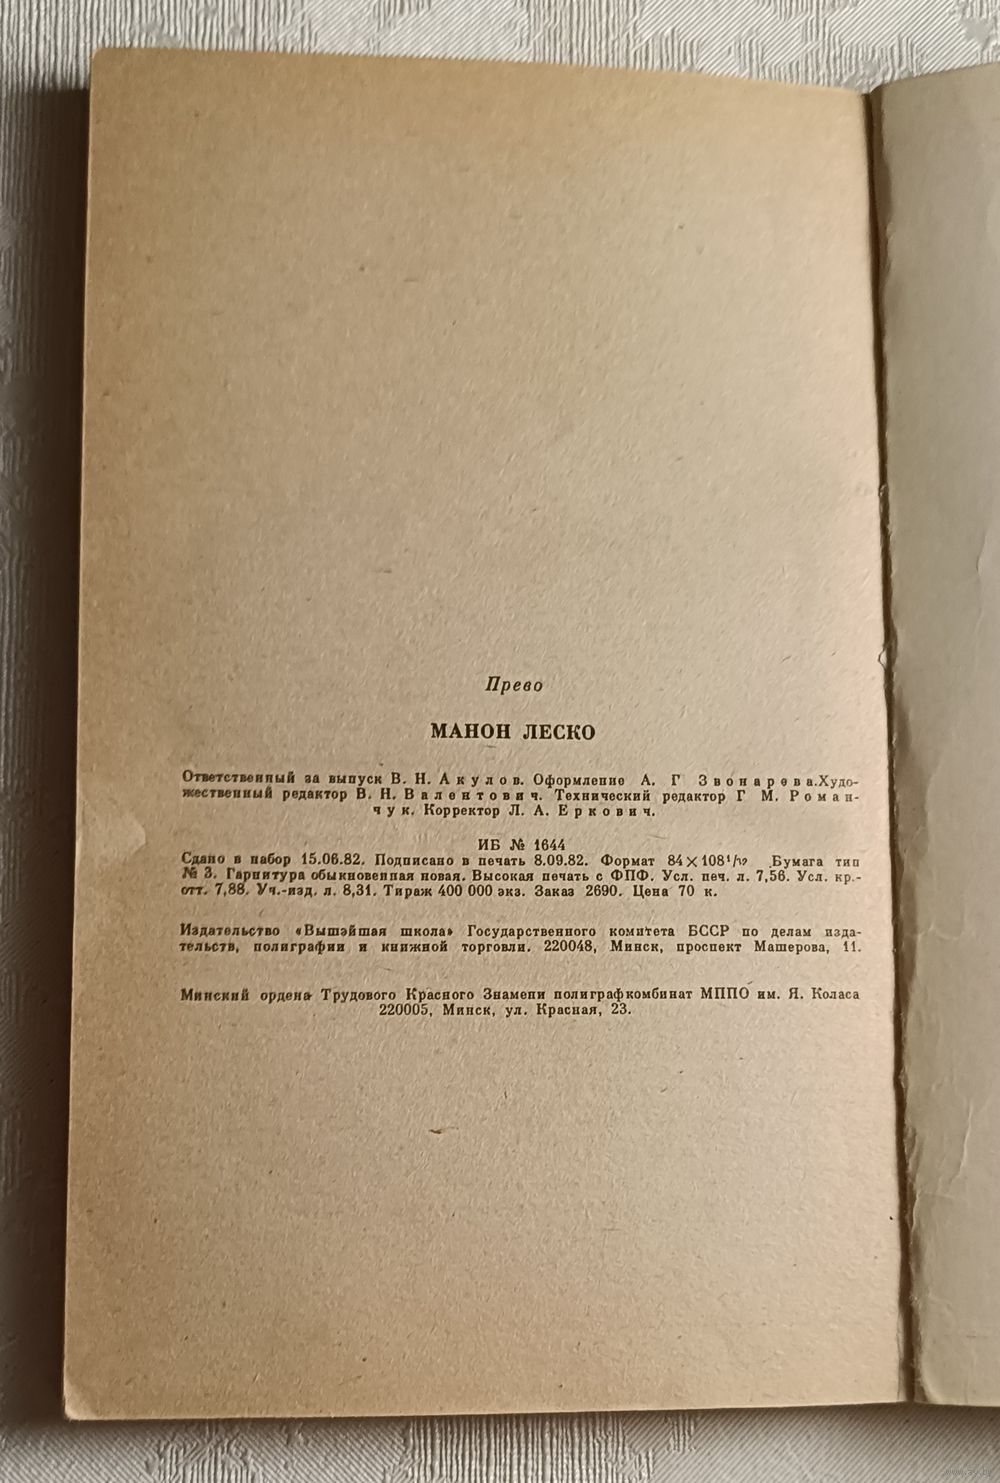 Прево
МАНОН ЛЕСКО
Ответственный за выпуск В. Н. Акулов. Оформление А. Г Звонарева.Худо-
жественный редактор В. Н. Валентович. Технический редактор Г М. Роман-
чук. Корректор Л. А. Еркович.
ИБ № 1644
Сдано в набор 15.06.82. Подписано в печать 8.09.82. Формат 84×108 Бумага тип
№ 3. Гарнитура обыкновенная новая. Высокая печать с ФПФ. Усл. печ. л. 7,56. Усл. кр.-
отт. 7,88. Уч.-изд. л. 8,31. Тираж 400 000 экз. Заказ 2690. Цена 70 к.
Издательство «Вышэйшая школа» Государственного комитета БССР по делам изда-
тельств, полиграфии и книжной торговли. 220048, Минск, проспект Машерова, 11.
Минский ордена Трудового Красного Знамени полиграфкомбинат МППО им. Я. Коласа
220005, Минск, ул. Красная, 23.